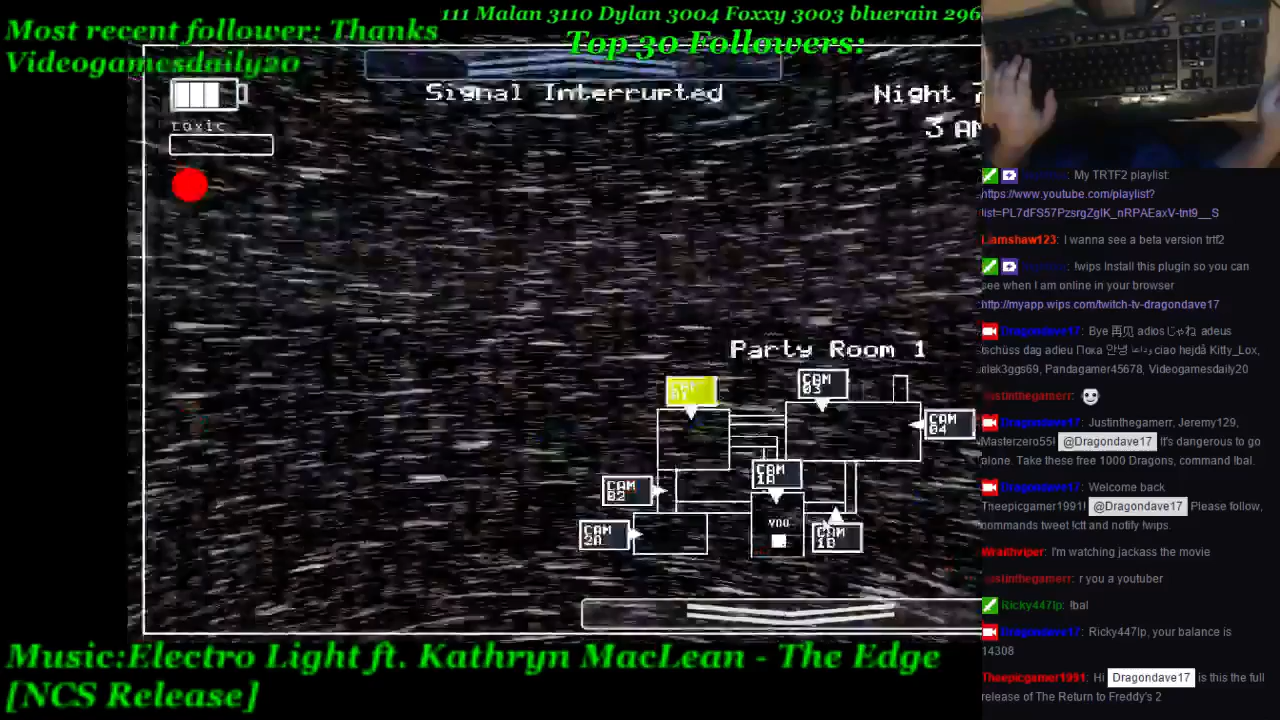 111 Malan 3110 Dylan 3004 Foxxy 3003 bluerain 296
Most recent follower: Thanks
Videogamesdaily20
Top 30 Followers:
Signal Interrupted
Night 7
3 AM
toxic
Party Room 1
CAM
03
CAM
04
CAM
1A
CAM
02
CAM
2A
YOU
CAM
1B
Music:Electro Light ft. Kathryn MacLean - The Edge
[NCS Release]
: My TRTF2 playlist:
https://www.youtube.com/playlist?
list=PL7dFS57PzsrgZglK_nRPAEaxV-tnt9__S
Liamshaw123: I wanna see a beta version trtf2
: !wips Install this plugin so you can
see when I am online in your browser
http://myapp.wips.com/twitch-tv-dragondave17
Dragondave17: Bye 再见 adios じゃね adeus
tschüss dag adieu Пока 안녕 وداعا ciao hejdå Kitty_Lox,
alek3ggs69, Pandagamer45678, Videogamesdaily20
Justinthegamerr:
Dragondave17: Justinthegamerr, Jeremy129,
Masterzero55! @Dragondave17 It's dangerous to go
alone. Take these free 1000 Dragons, command !bal.
Dragondave17: Welcome back
Theepicgamer1991! @Dragondave17 Please follow,
commands tweet !ctt and notify !wips.
Wraithviper: I'm watching jackass the movie
Justinthegamerr: r you a youtuber
Ricky447lp: !bal
Dragondave17: Ricky447lp, your balance is
14308
Theepicgamer1991: Hi Dragondave17 is this the full
release of The Return to Freddy's 2